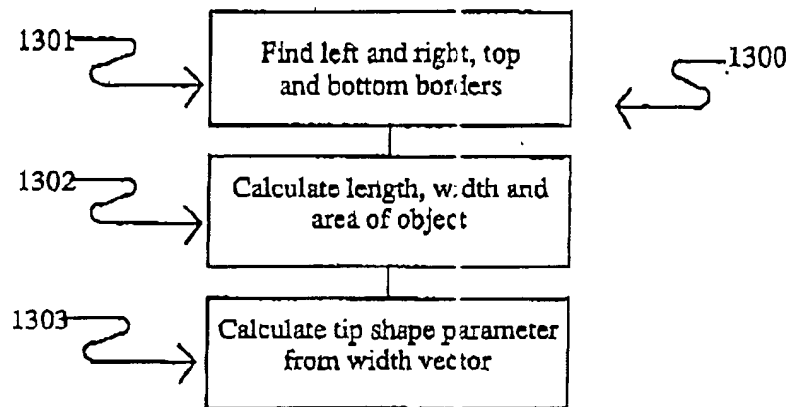 1301
Find left and right, top
and bottom borders
1300
1302
Calculate length, width and
area of object
1303
Calculate tip shape parameter
from width vector